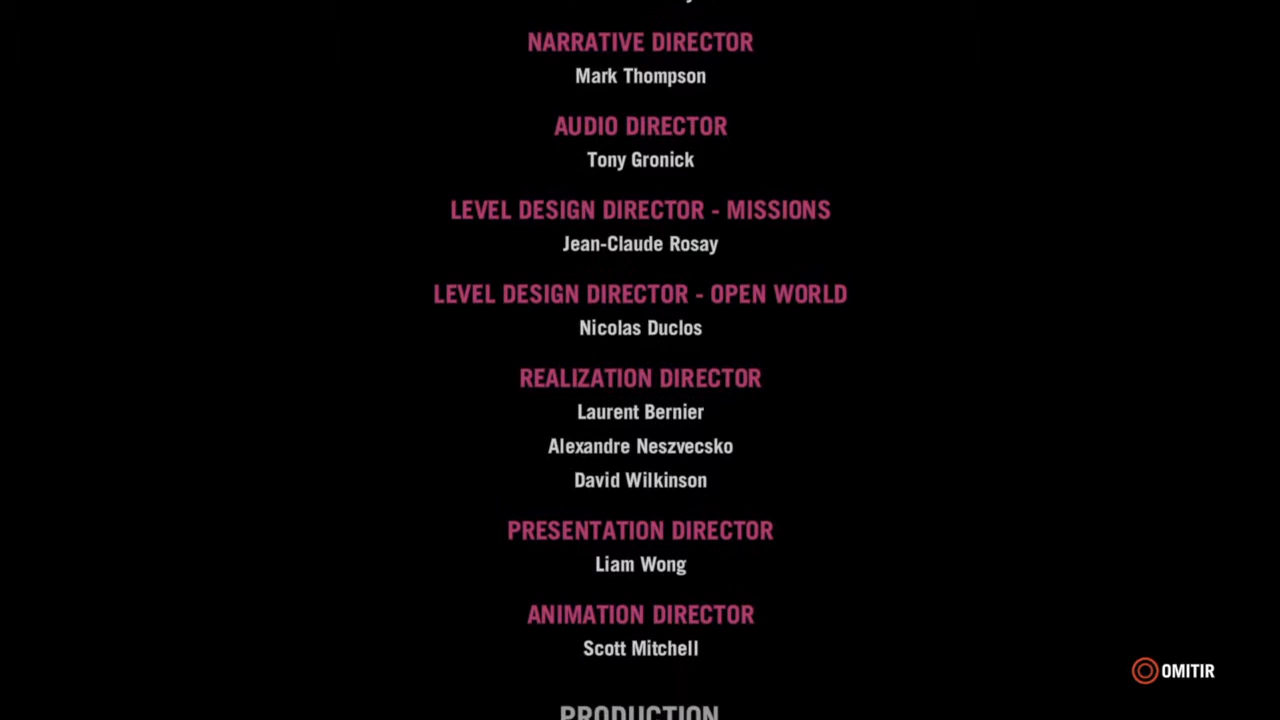 NARRATIVE DIRECTOR
Mark Thompson
AUDIO DIRECTOR
Tony Gronick
LEVEL DESIGN DIRECTOR - MISSIONS
Jean-Claude Rosay
LEVEL DESIGN DIRECTOR - OPEN WORLD
Nicolas Duclos
REALIZATION DIRECTOR
Laurent Bernier
Alexandre Neszvecsko
David Wilkinson
PRESENTATION DIRECTOR
Liam Wong
ANIMATION DIRECTOR
Scott Mitchell
OMITIR
PRODUCTION